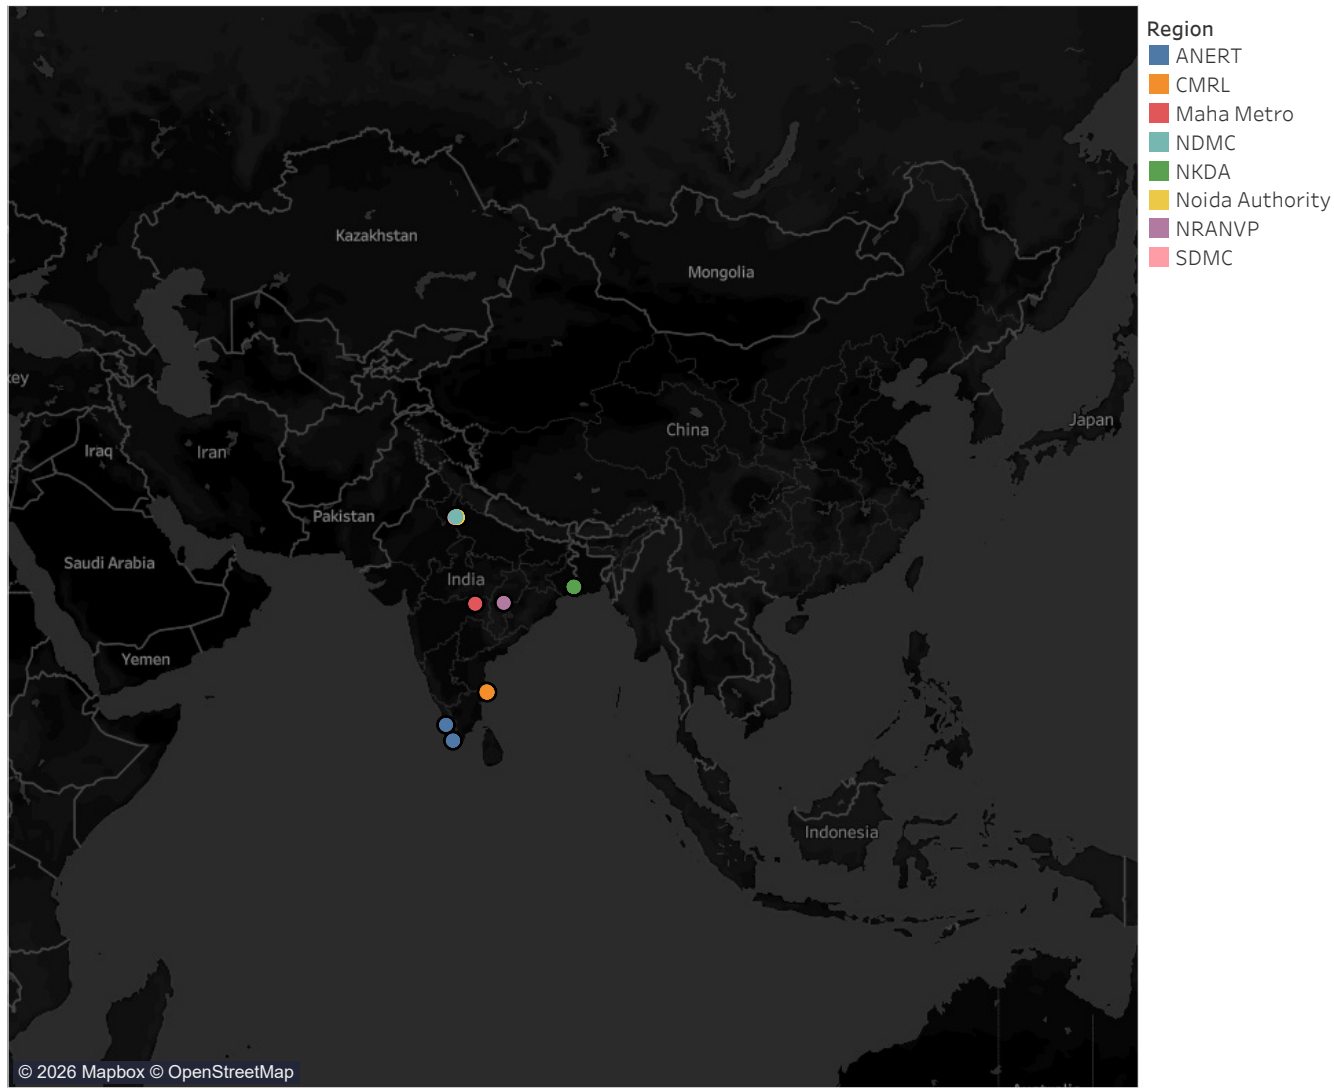 Region
ANERT
CMRL
Maha Metro
NDMC
NKDA
Noida Authority
NRANVP
SDMC
Kazakhstan
Mongolia
key
Japan
China
Iraq
Iran
Pakistan
Saudi Arabia
India
Yemen
Indonesia
© 2026 Mapbox © OpenStreetMap